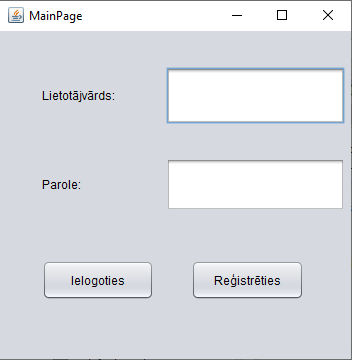 MainPage
Lietotājvārds:
Parole:
Ielogoties
Reģistrēties